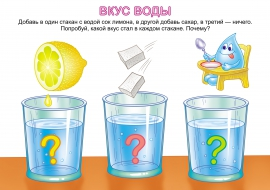 ВКУС ВОДЫ
Добавь в один стакан с водой сок лимона, в другой добавь сахар, в третий — ничего.
Попробуй, какой вкус стал в каждом стакане. Почему?
?
?
?